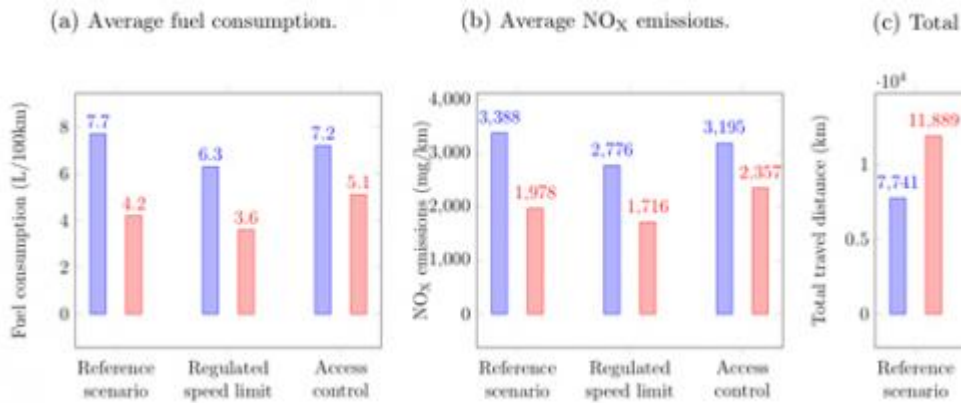 (a) Average fuel consumption.
Fuel consumption (L/100km)
8
6
4
2
0
7.7
4.2
6.3
3.6
7.2
5.1
Reference
scenario
Regulated
speed limit
Access
control
(b) Average NOX emissions.
NOX emissions (mg/km)
4,000
3,000
2,000
1,000
0
3,388
1,978
2,776
1,716
3,195
2,357
Reference
scenario
Regulated
speed limit
Access
control
(c) Total
Total travel distance (km)
·10⁴
1
0.5
0
7,741
11,889
Reference
scenario